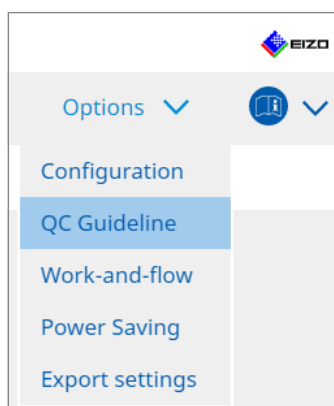 EIZO
Options
Configuration
QC Guideline
Work-and-flow
Power Saving
Export settings